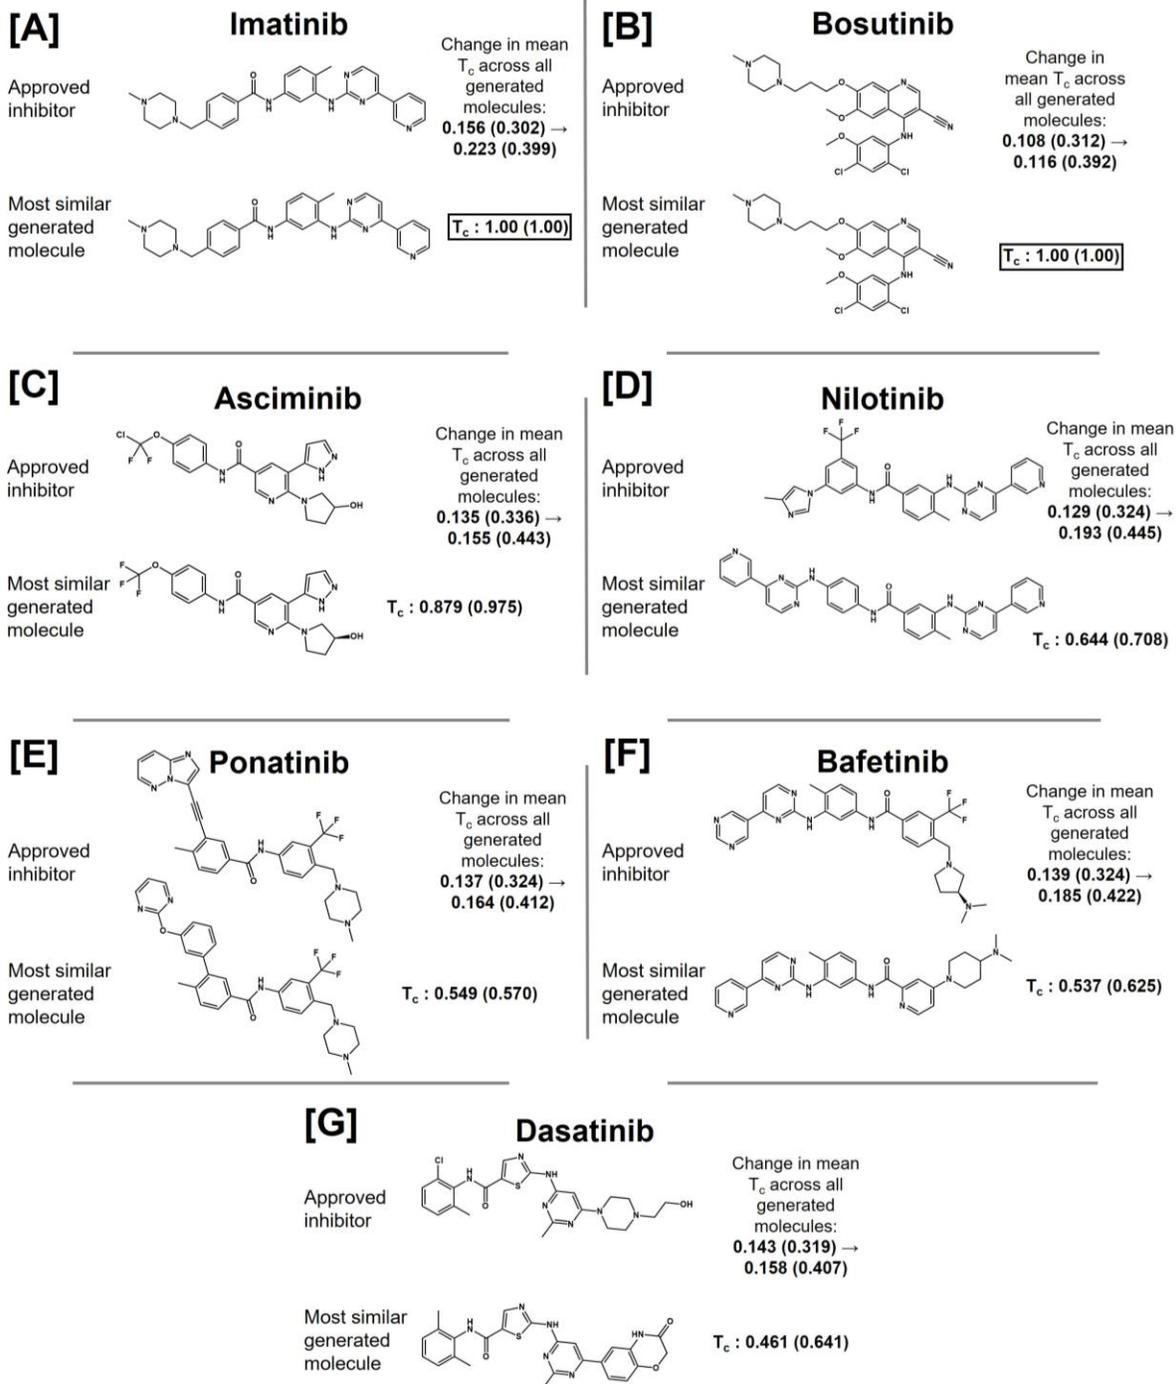 [A]
Imatinib
Approved
inhibitor
Change in mean
Tc across all
generated
molecules:
0.156 (0.302) →
0.223 (0.399)
Most similar
generated
molecule
Tc : 1.00 (1.00)
[B]
Bosutinib
Approved
inhibitor
Change in
mean Tc across
all generated
molecules:
0.108 (0.312) →
0.116 (0.392)
Most similar
generated
molecule
Tc : 1.00 (1.00)
[C]
Asciminib
Approved
inhibitor
Change in mean
Tc across all
generated
molecules:
0.135 (0.336) →
0.155 (0.443)
Most similar
generated
molecule
Tc : 0.879 (0.975)
[D]
Nilotinib
Approved
inhibitor
Change in mean
Tc across all
generated
molecules:
0.129 (0.324) →
0.193 (0.445)
Most similar
generated
molecule
Tc : 0.644 (0.708)
[E]
Ponatinib
Approved
inhibitor
Change in mean
Tc across all
generated
molecules:
0.137 (0.324) →
0.164 (0.412)
Most similar
generated
molecule
Tc : 0.549 (0.570)
[F]
Bafetinib
Approved
inhibitor
Change in mean
Tc across all
generated
molecules:
0.139 (0.324) →
0.185 (0.422)
Most similar
generated
molecule
Tc : 0.537 (0.625)
[G]
Dasatinib
Approved
inhibitor
Change in mean
Tc across all
generated
molecules:
0.143 (0.319) →
0.158 (0.407)
Most similar
generated
molecule
Tc : 0.461 (0.641)